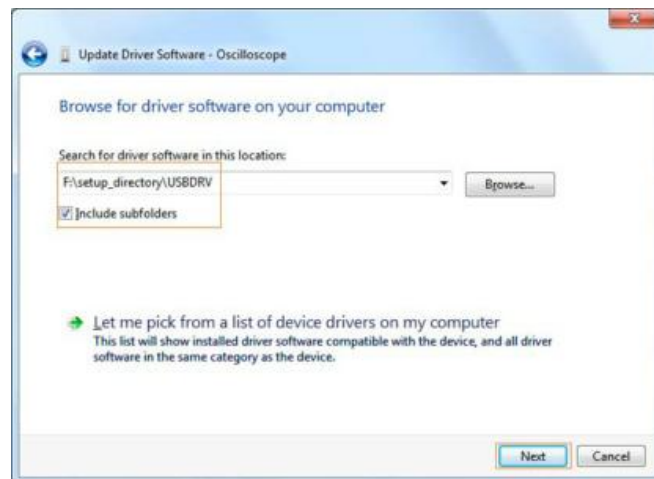 Update Driver Software - Oscilloscope
Browse for driver software on your computer
Search for driver software in this location:
F:\setup_directory\USBDRV
Browse...
Include subfolders
Let me pick from a list of device drivers on my computer
This list will show installed driver software compatible with the device, and all driver
software in the same category as the device.
Next
Cancel